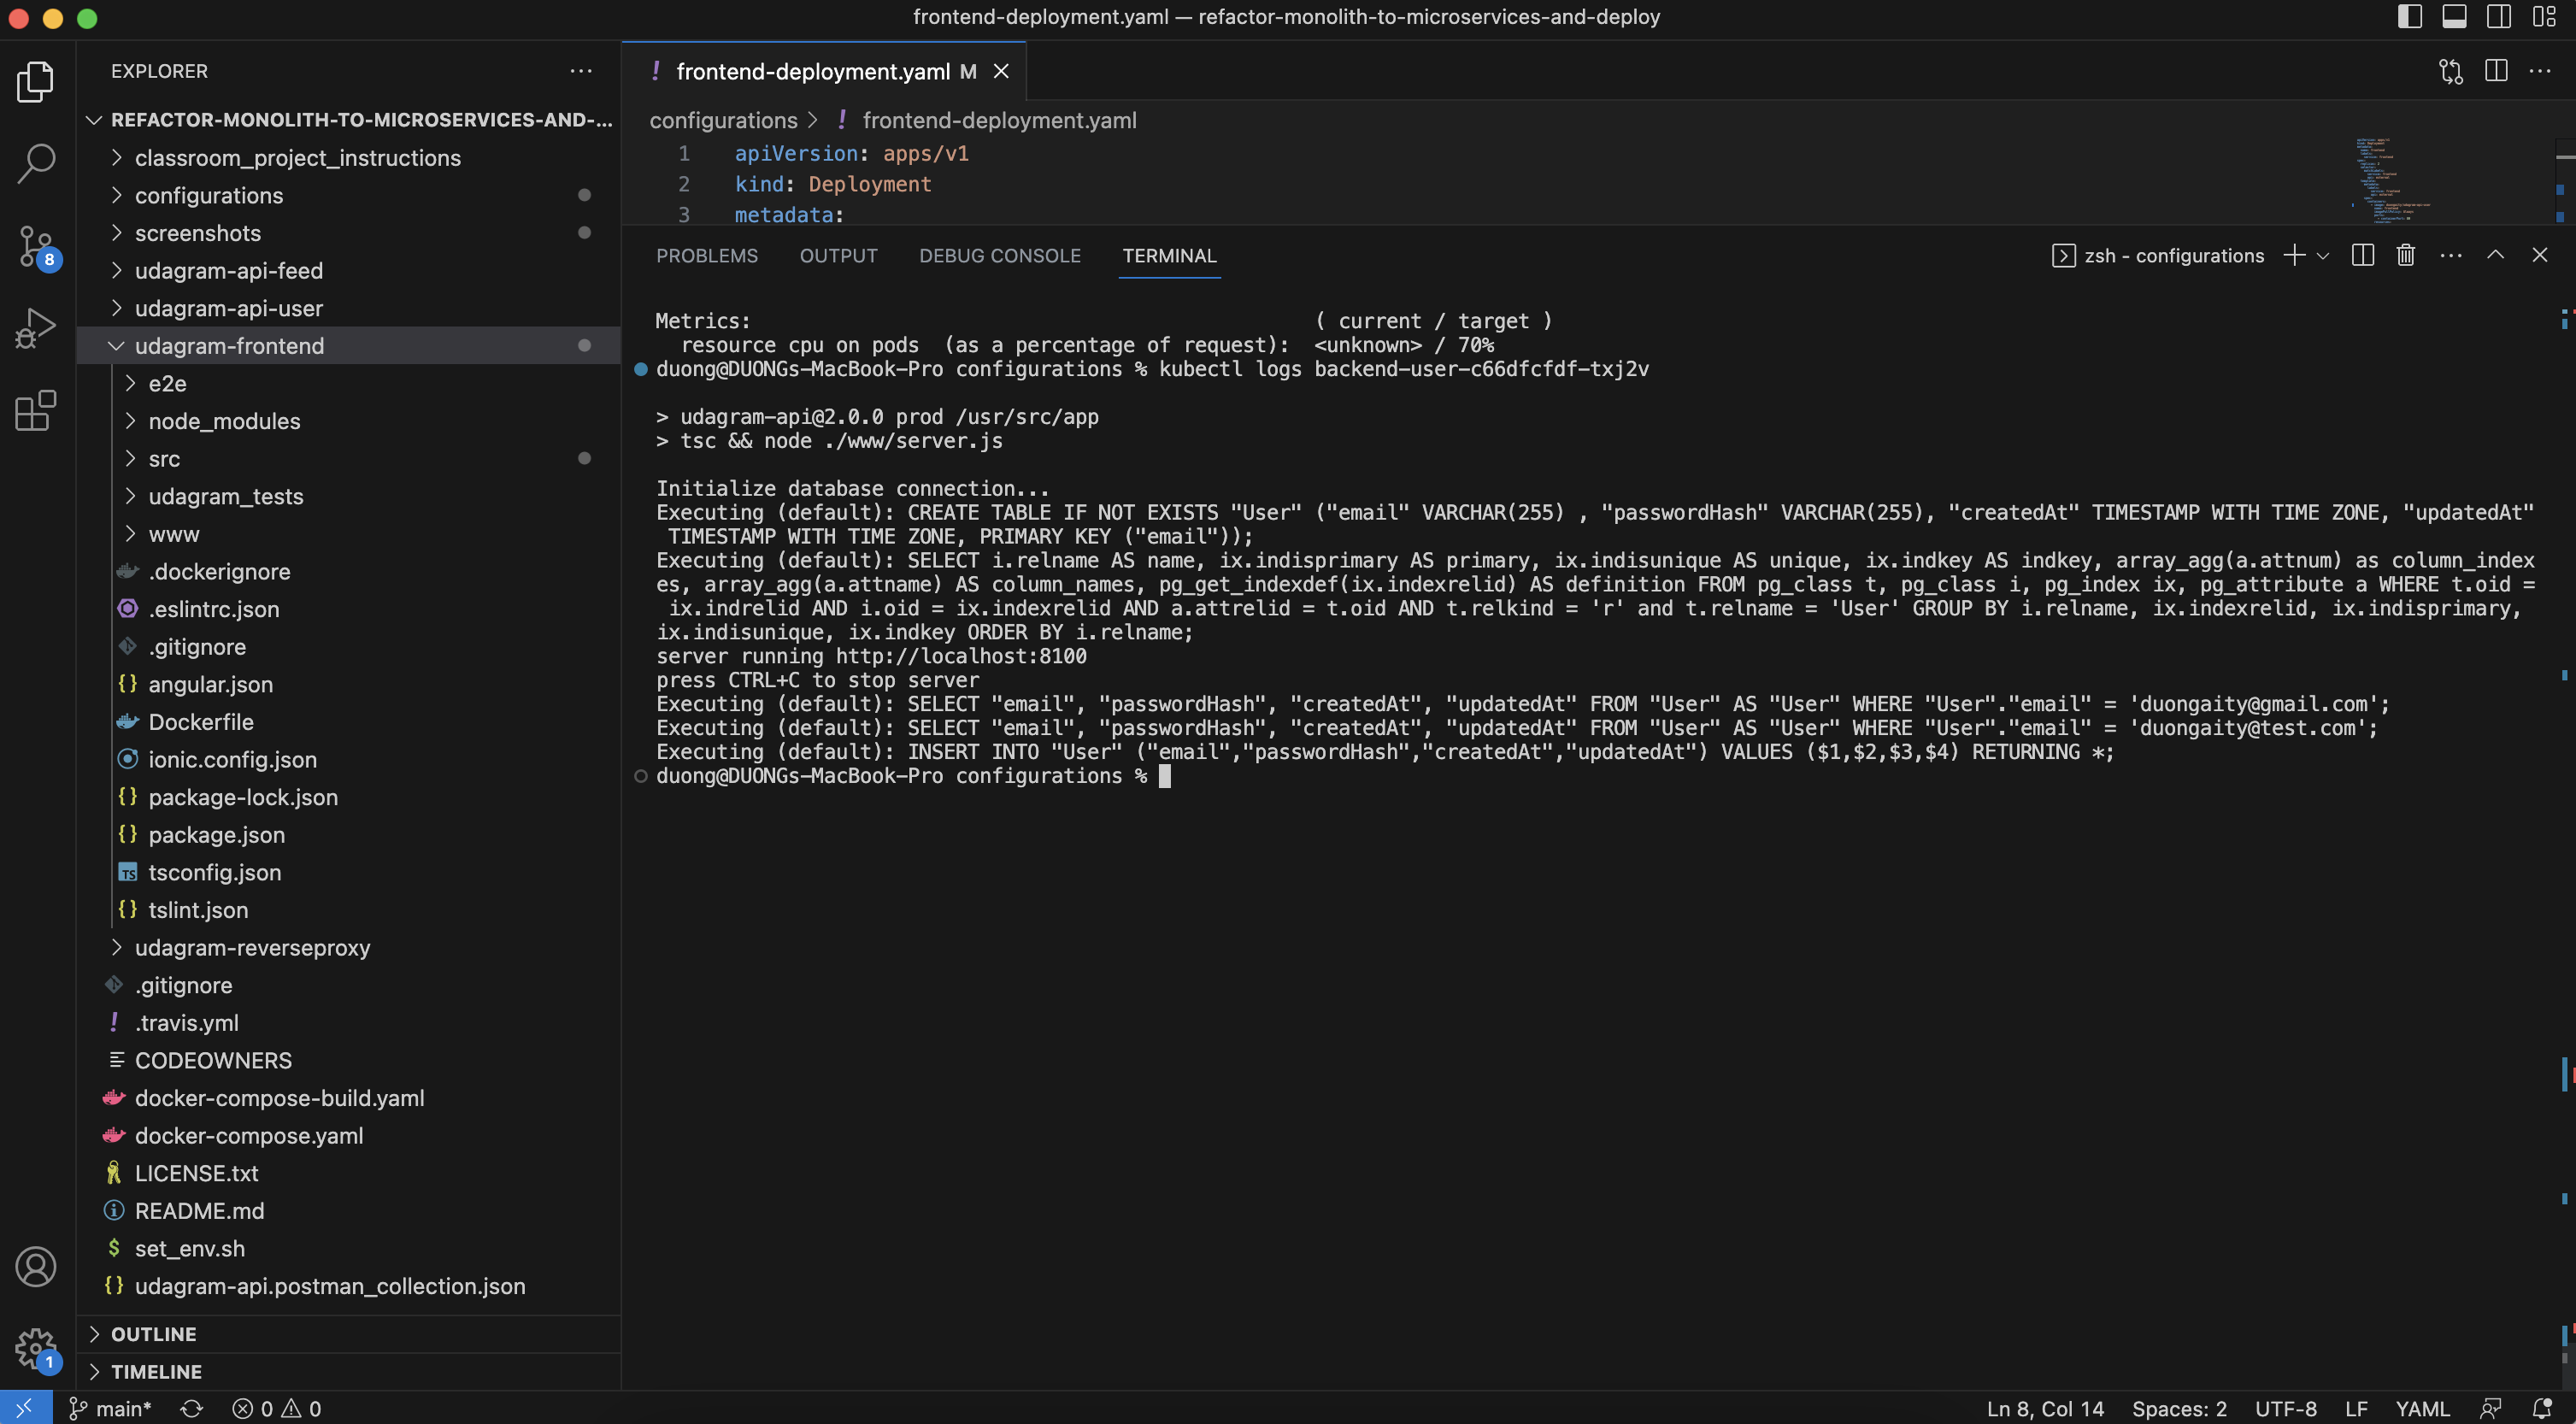 frontend-deployment.yaml — refactor-monolith-to-microservices-and-deploy
EXPLORER
REFACTOR-MONOLITH-TO-MICROSERVICES-AND-...
classroom_project_instructions
configurations
screenshots
udagram-api-feed
udagram-api-user
udagram-frontend
e2e
node_modules
src
udagram_tests
www
.dockerignore
.eslintrc.json
.gitignore
angular.json
Dockerfile
ionic.config.json
package-lock.json
package.json
tsconfig.json
tslint.json
udagram-reverseproxy
.gitignore
.travis.yml
CODEOWNERS
docker-compose-build.yaml
docker-compose.yaml
LICENSE.txt
README.md
set_env.sh
udagram-api.postman_collection.json
OUTLINE
TIMELINE
8
1
frontend-deployment.yaml M
configurations > ! frontend-deployment.yaml
1 apiVersion: apps/v1
2 kind: Deployment
3 metadata:
PROBLEMS OUTPUT DEBUG CONSOLE TERMINAL
zsh - configurations
Metrics: ( current / target )
resource cpu on pods (as a percentage of request): <unknown> / 70%
duong@DUONGs-MacBook-Pro configurations % kubectl logs backend-user-c66dfcfdf-txj2v
> udagram-api@2.0.0 prod /usr/src/app
> tsc && node ./www/server.js
Initialize database connection...
Executing (default): CREATE TABLE IF NOT EXISTS "User" ("email" VARCHAR(255) , "passwordHash" VARCHAR(255), "createdAt" TIMESTAMP WITH TIME ZONE, "updatedAt"
TIMESTAMP WITH TIME ZONE, PRIMARY KEY ("email"));
Executing (default): SELECT i.relname AS name, ix.indisprimary AS primary, ix.indisunique AS unique, ix.indkey AS indkey, array_agg(a.attnum) as column_index
es, array_agg(a.attname) AS column_names, pg_get_indexdef(ix.indexrelid) AS definition FROM pg_class t, pg_class i, pg_index ix, pg_attribute a WHERE t.oid =
ix.indrelid AND i.oid = ix.indexrelid AND a.attrelid = t.oid AND t.relkind = 'r' and t.relname = 'User' GROUP BY i.relname, ix.indexrelid, ix.indisprimary,
ix.indisunique, ix.indkey ORDER BY i.relname;
server running http://localhost:8100
press CTRL+C to stop server
Executing (default): SELECT "email", "passwordHash", "createdAt", "updatedAt" FROM "User" AS "User" WHERE "User"."email" = 'duongaity@gmail.com';
Executing (default): SELECT "email", "passwordHash", "createdAt", "updatedAt" FROM "User" AS "User" WHERE "User"."email" = 'duongaity@test.com';
Executing (default): INSERT INTO "User" ("email","passwordHash","createdAt","updatedAt") VALUES ($1,$2,$3,$4) RETURNING *;
duong@DUONGs-MacBook-Pro configurations %
main* 0 0
Ln 8, Col 14 Spaces: 2 UTF-8 LF YAML